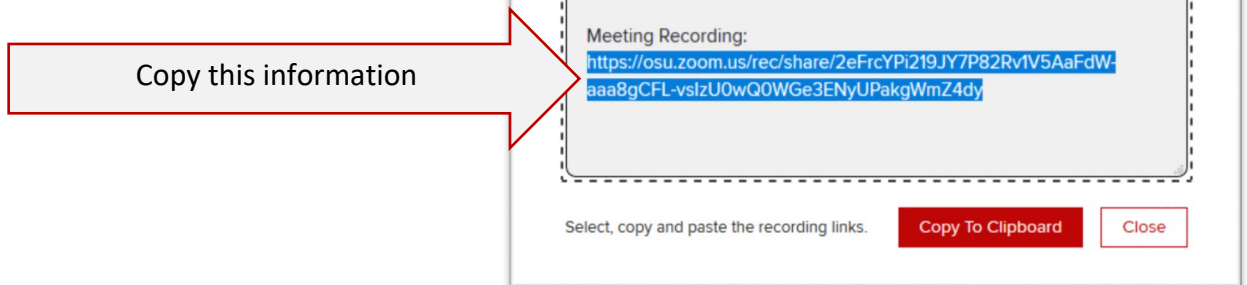 Meeting Recording:
https://osu.zoom.us/rec/share/2eFrcYPi219JY7P82Rv1V5AaFdW-
aaa8gCFL-vsIzU0wQ0WGe3ENyUPakgWmZ4dy
Copy this information
Select, copy and paste the recording links.
Copy To Clipboard
Close